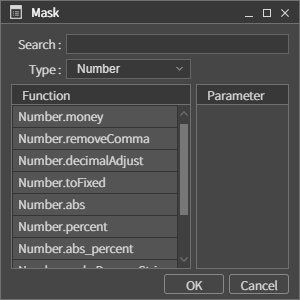 Mask
Search :
Type : Number
Function Parameter
Number.money
Number.removeComma
Number.decimalAdjust
Number.toFixed
Number.abs
Number.percent
Number.abs_percent
OK Cancel